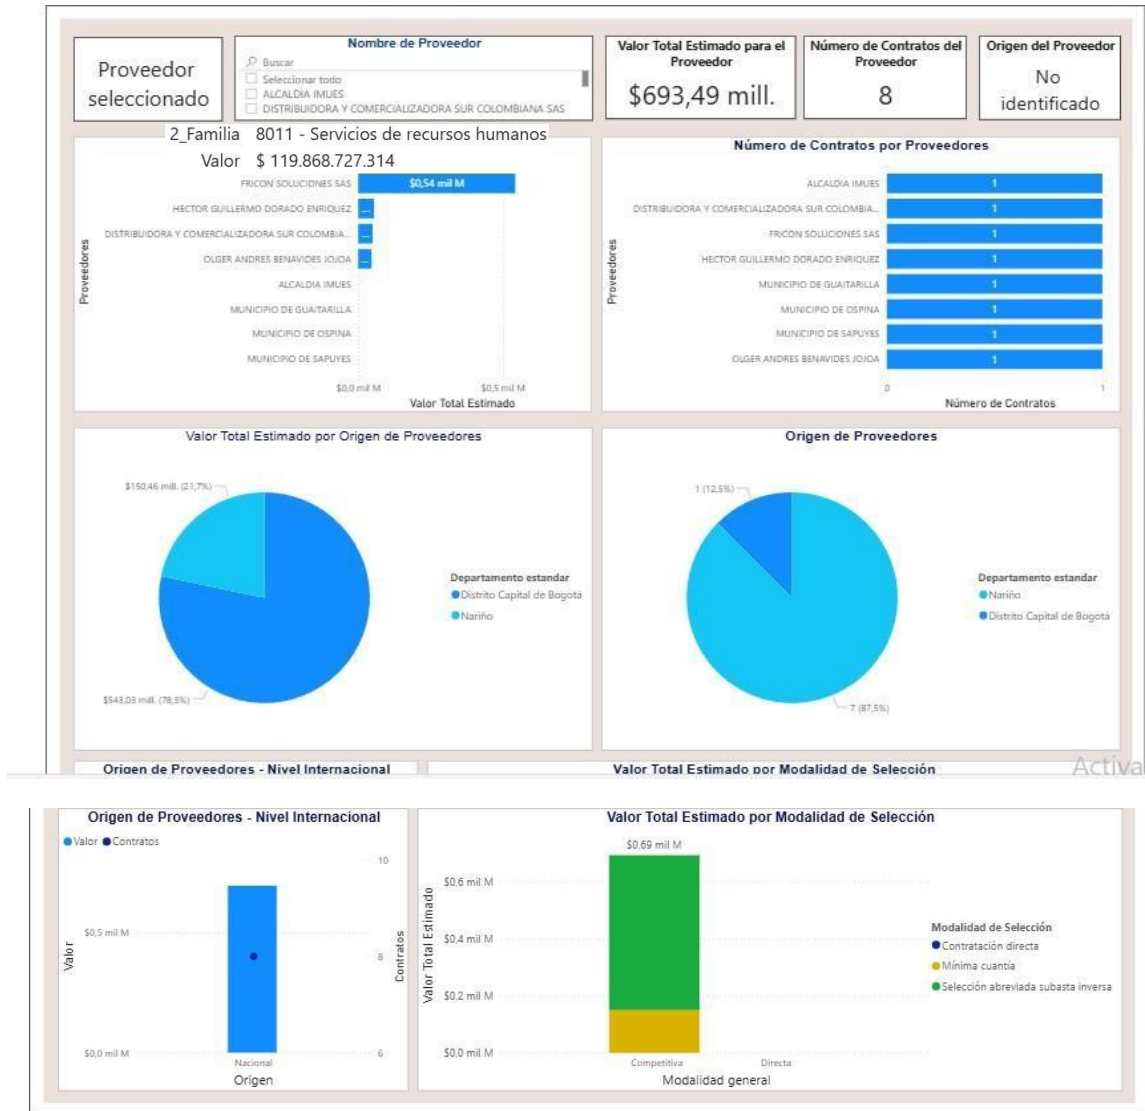 Proveedor
seleccionado
Nombre de Proveedor
Buscar
Seleccionar todo
ALCALDIA IMUES
DISTRIBUIDORA Y COMERCIALIZADORA SUR COLOMBIANA SAS
Valor Total Estimado para el
Proveedor
$693,49 mill.
Número de Contratos del
Proveedor
8
Origen del Proveedor
No
identificado
2_Familia 8011 - Servicios de recursos humanos
Valor $ 119.868.727.314
FRICON SOLUCIONES SAS $0,54 mil M
HECTOR GUILLERMO DORADO ENRIQUEZ ...
DISTRIBUIDORA Y COMERCIALIZADORA SUR COLOMBIA... ...
OLGER ANDRES BENAVIDES JOJOA ...
ALCALDIA IMUES
MUNICIPIO DE GUAITARILLA
MUNICIPIO DE OSPINA
MUNICIPIO DE SAPUYES
Proveedores
$0,0 mil M $0,5 mil M
Valor Total Estimado
Número de Contratos por Proveedores
ALCALDIA IMUES 1
DISTRIBUIDORA Y COMERCIALIZADORA SUR COLOMBIA... 1
FRICON SOLUCIONES SAS 1
HECTOR GUILLERMO DORADO ENRIQUEZ 1
MUNICIPIO DE GUAITARILLA 1
MUNICIPIO DE OSPINA 1
MUNICIPIO DE SAPUYES 1
OLGER ANDRES BENAVIDES JOJOA 1
Proveedores
0 1
Número de Contratos
Valor Total Estimado por Origen de Proveedores
$150,46 mill. (21,7%)
$543,03 mill. (78,3%)
Departamento estandar
Distrito Capital de Bogotá
Nariño
Origen de Proveedores
1 (12,5%)
7 (87,5%)
Departamento estandar
Nariño
Distrito Capital de Bogotá
Origen de Proveedores - Nivel Internacional
Valor Total Estimado por Modalidad de Selección
Activa
Origen de Proveedores - Nivel Internacional
Valor Contratos
10
$0,5 mil M
8
$0,0 mil M
6
Valor
Contratos
Nacional
Origen
Valor Total Estimado por Modalidad de Selección
$0,69 mil M
$0,6 mil M
$0,4 mil M
$0,2 mil M
$0,0 mil M
Valor Total Estimado
Competitiva Directa
Modalidad general
Modalidad de Selección
Contratación directa
Mínima cuantía
Selección abreviada subasta inversa